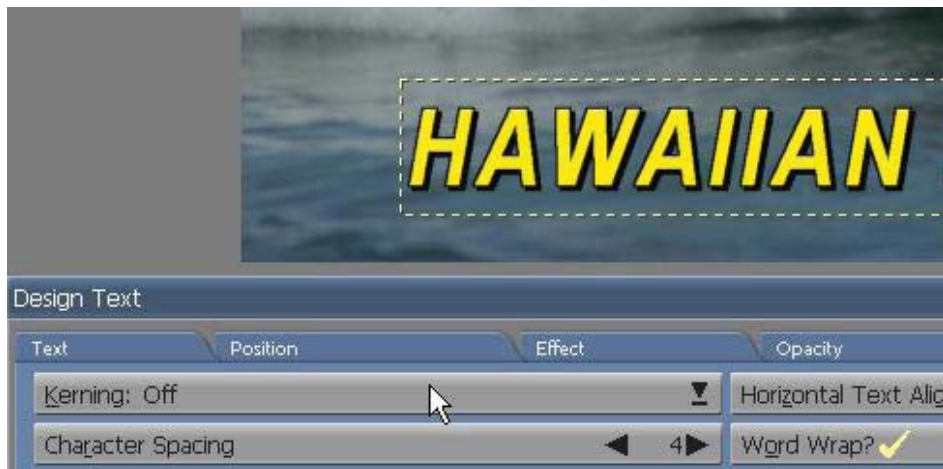 HAWAIIAN
Design Text
Text Position Effect Opacity
Kerning: Off Horizontal Text Alig
Character Spacing 4 Word Wrap?